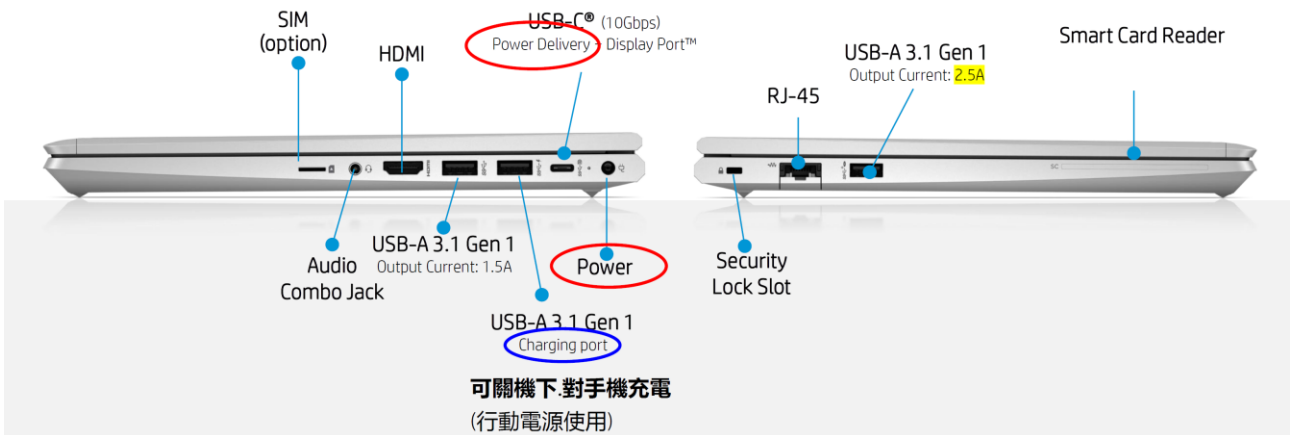 SIM
(option)
HDMI
USB-C® (10Gbps)
Power Delivery + Display Port™
USB-A 3.1 Gen 1
Output Current: 2.5A
Smart Card Reader
RJ-45
SC
Audio
Combo Jack
USB-A 3.1 Gen 1
Output Current: 1.5A
Power
Security
Lock Slot
USB-A 3.1 Gen 1
Charging port
可關機下.對手機充電
(行動電源使用)